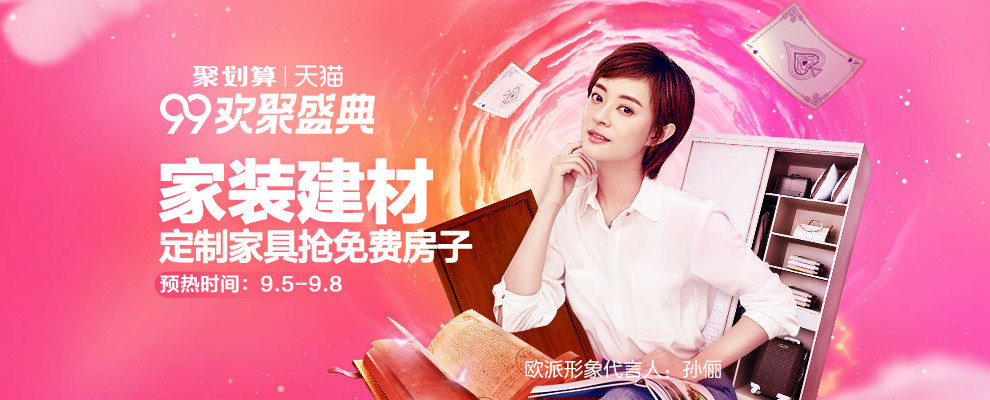 聚划算|天猫
99欢聚盛典
家装建材
定制家具抢免费房子
预热时间：9.5-9.8
欧派形象代言人：孙俪